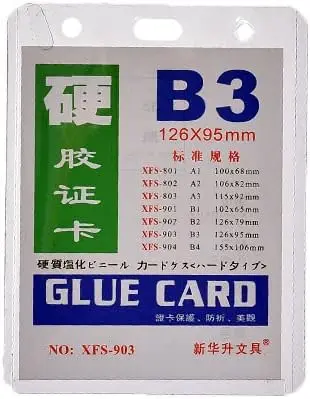 硬胶证卡
B3
126X95mm
标准规格
XFS-801 A1 100x68mm
XFS-802 A2 106x82mm
XFS-803 A3 115x92mm
XFS-901 B1 102x65mm
XFS-902 B2 126x79mm
XFS-903 B3 126x95mm
XFS-904 B4 155x106mm
硬質塩化ビニール カードケス<ハードタイプ>
GLUE CARD
證卡保護、防祈、美觀
NO: XFS-903 新华升文具®